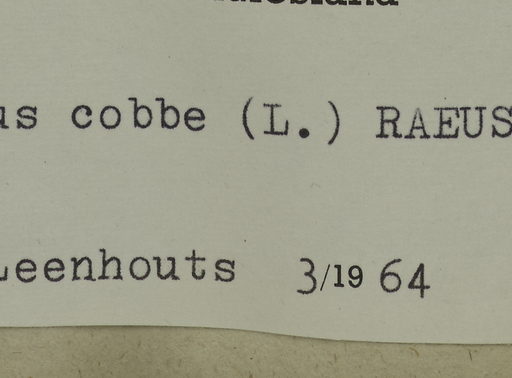 us cobbe (L.) RAEUS
Leenhouts 3/19 64